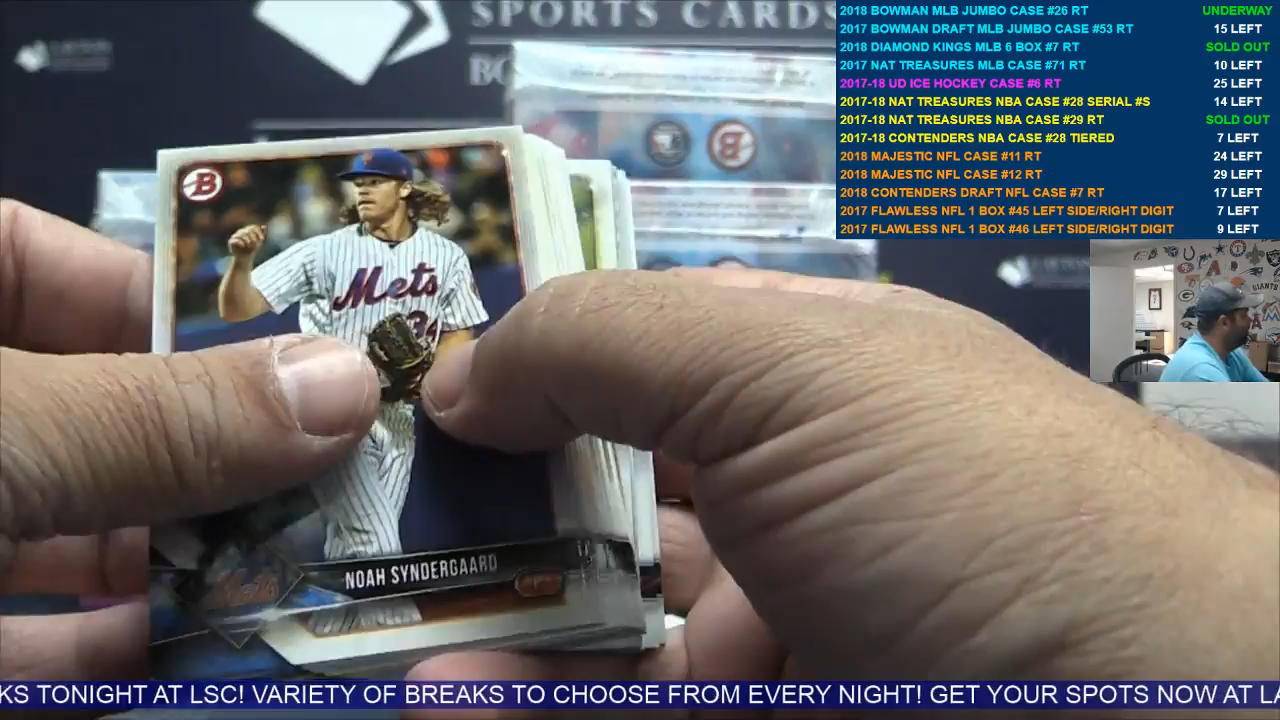 SPORTS CARDS
2018 BOWMAN MLB JUMBO CASE #26 RT UNDERWAY
2017 BOWMAN DRAFT MLB JUMBO CASE #53 RT 15 LEFT
2018 DIAMOND KINGS MLB 6 BOX #7 RT SOLD OUT
2017 NAT TREASURES MLB CASE #71 RT 10 LEFT
2017-18 UD ICE HOCKEY CASE #6 RT 25 LEFT
2017-18 NAT TREASURES NBA CASE #28 SERIAL #S 14 LEFT
2017-18 NAT TREASURES NBA CASE #29 RT SOLD OUT
2017-18 CONTENDERS NBA CASE #28 TIERED 7 LEFT
2018 MAJESTIC NFL CASE #11 RT 24 LEFT
2018 MAJESTIC NFL CASE #12 RT 29 LEFT
2018 CONTENDERS DRAFT NFL CASE #7 RT 17 LEFT
2017 FLAWLESS NFL 1 BOX #45 LEFT SIDE/RIGHT DIGIT 7 LEFT
2017 FLAWLESS NFL 1 BOX #46 LEFT SIDE/RIGHT DIGIT 9 LEFT
B
B
GIANTS
Mets
34
NOAH SYNDERGAARD
KS TONIGHT AT LSC! VARIETY OF BREAKS TO CHOOSE FROM EVERY NIGHT! GET YOUR SPOTS NOW AT LA